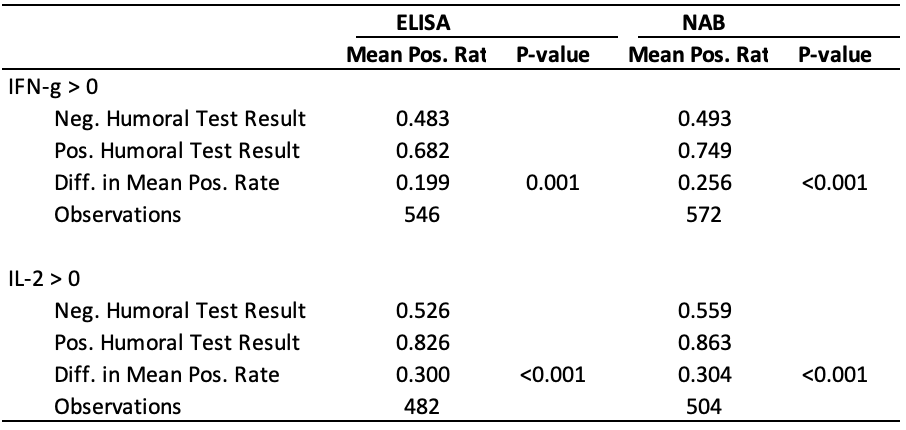 ELISA NAB
Mean Pos. Rat P-value Mean Pos. Rat P-value
IFN-g > 0
Neg. Humoral Test Result 0.483 0.493
Pos. Humoral Test Result 0.682 0.749
Diff. in Mean Pos. Rate 0.199 0.001 0.256 <0.001
Observations 546 572
IL-2 > 0
Neg. Humoral Test Result 0.526 0.559
Pos. Humoral Test Result 0.826 0.863
Diff. in Mean Pos. Rate 0.300 <0.001 0.304 <0.001
Observations 482 504